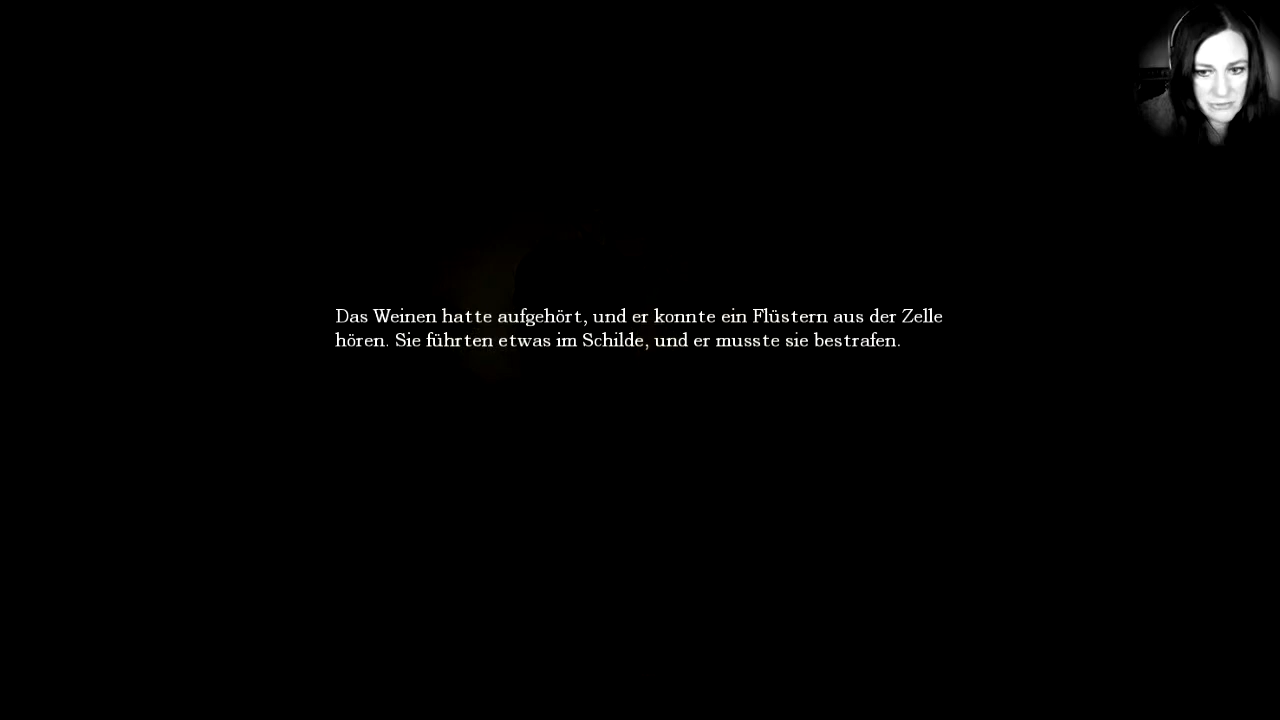 Das Weinen hatte aufgehört, und er konnte ein Flüstern aus der Zelle
hören. Sie führten etwas im Schilde, und er musste sie bestrafen.